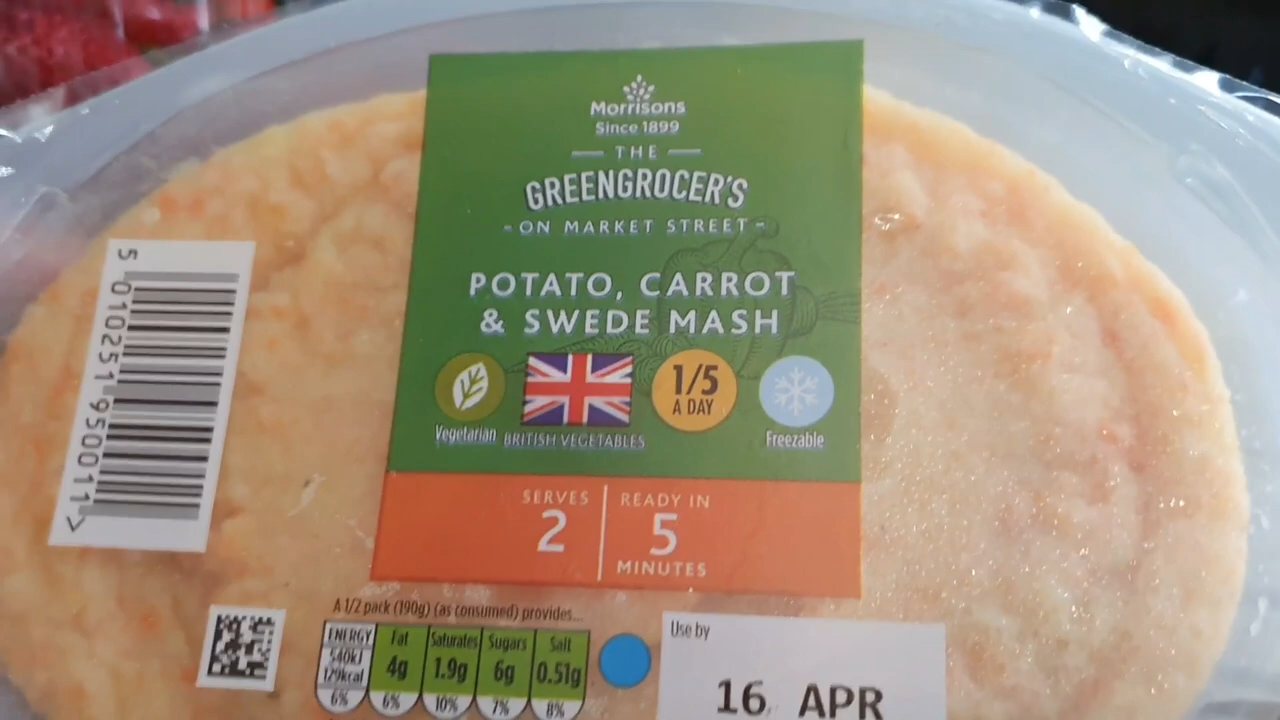 Morrisons
Since 1899
THE
GREENGROCER'S
- ON MARKET STREET -
POTATO, CARROT
& SWEDE MASH
1/5
A DAY
Vegetarian
BRITISH VEGETABLES
Freezable
SERVES
2
READY IN
5
MINUTES
5 010251 950011 >
A 1/2 pack (190g) (as consumed) provides...
ENERGY
540kJ
129kcal
6%
Fat
4g
6%
Saturates
1.9g
10%
Sugars
6g
7%
Salt
0.51g
8%
Use by
16 APR